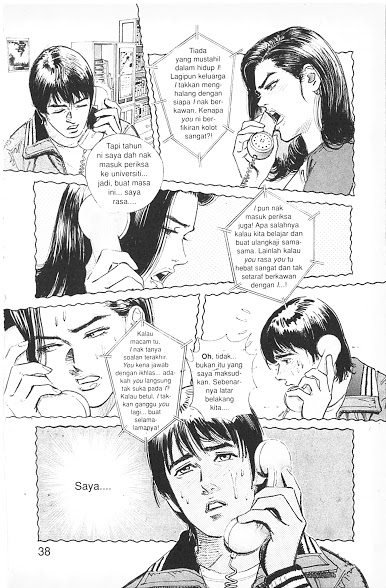 Tiada
yang mustahil
dalam hidup I!
Lagipun keluarga
I takkan meng-
halang dengan
siapa I nak ber-
kawan. Kenapa
you ni ber-
fikiran kolot
sangat?!
Tapi tahun
ni saya dah nak
masuk periksa
ke universiti...
jadi, buat masa
ini... saya
rasa....
I pun nak
masuk periksa
juga! Apa salahnya
kalau kita belajar dan
buat ulangkaji sama-
sama. Lainlah kalau
you rasa you tu
hebat sangat dan tak
setaraf berkawan
dengan I...!
Kalau
macam tu,
I nak tanya
soalan terakhir.
You kena jawab
dengan ikhlas... ada-
kah you langsung
tak suka pada I?
Kalau betul, I tak-
kan ganggu you
lagi... buat
selama-
lamanya!
Oh, tidak...
bukan itu yang
saya maksud-
kan. Sebenar-
nya latar
belakang
kita....
Saya....
38